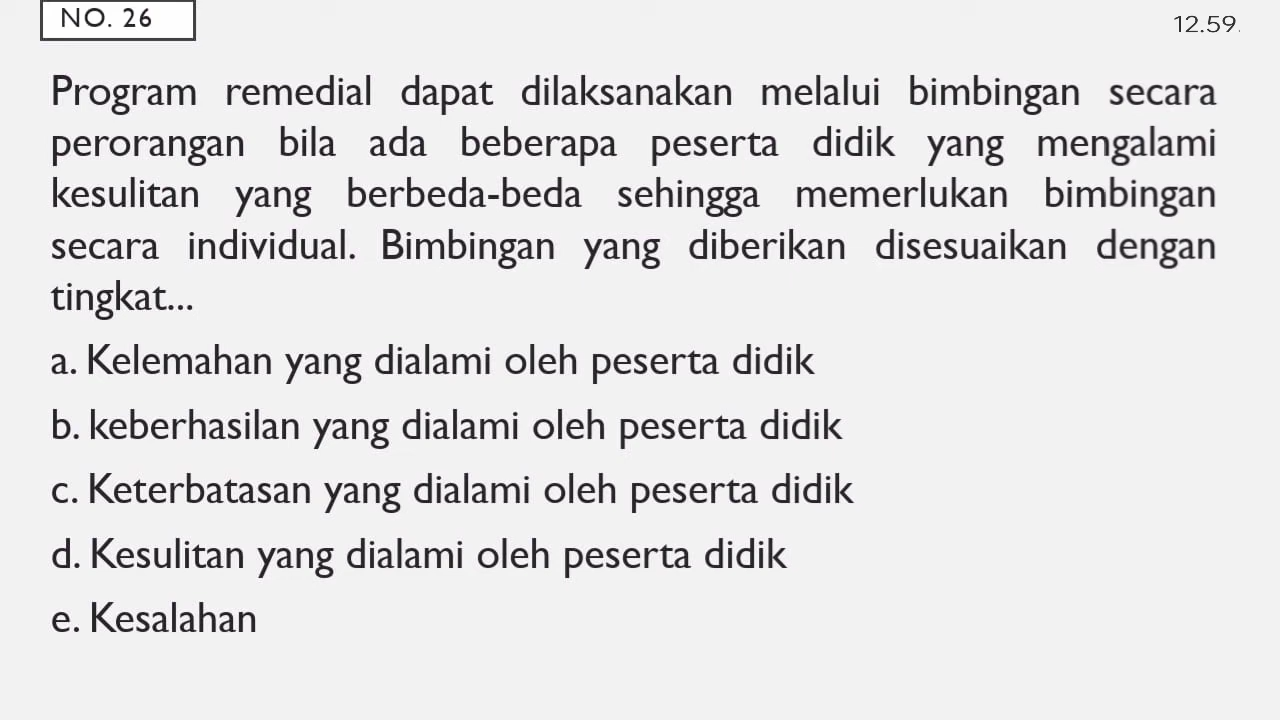 NO. 26
12.59.
Program remedial dapat dilaksanakan melalui bimbingan secara
perorangan bila ada beberapa peserta didik yang mengalami
kesulitan yang berbeda-beda sehingga memerlukan bimbingan
secara individual. Bimbingan yang diberikan disesuaikan dengan
tingkat...
a. Kelemahan yang dialami oleh peserta didik
b. keberhasilan yang dialami oleh peserta didik
c. Keterbatasan yang dialami oleh peserta didik
d. Kesulitan yang dialami oleh peserta didik
e. Kesalahan